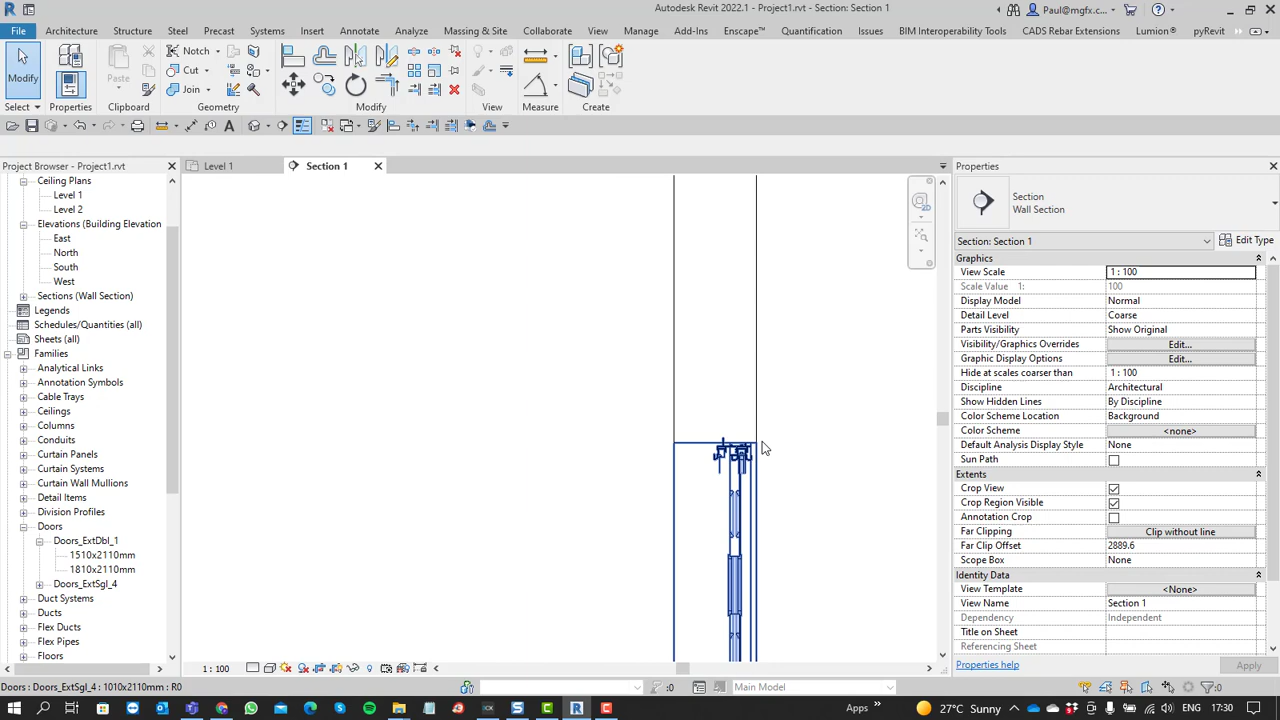 Autodesk Revit 2022.1 - Project1.rvt - Section: Section 1
Paul@mgfx.c...
File Architecture Structure Steel Precast Systems Insert Annotate Analyze Massing & Site Collaborate View Manage Add-Ins Enscape™ Quantification Issues BIM Interoperability Tools CADS Rebar Extensions Lumion® pyRevit
Modify
Paste
Notch
Cut
Join
Select Properties Clipboard Geometry Modify View Measure Create
Project Browser - Project1.rvt
Level 1
Section 1
Properties
Ceiling Plans
Level 1
Level 2
Elevations (Building Elevation
East
North
South
West
Sections (Wall Section)
Legends
Schedules/Quantities (all)
Sheets (all)
Families
Analytical Links
Annotation Symbols
Cable Trays
Ceilings
Columns
Conduits
Curtain Panels
Curtain Systems
Curtain Wall Mullions
Detail Items
Division Profiles
Doors
Doors_ExtDbl_1
1510x2110mm
1810x2110mm
Doors_ExtSgl_4
Duct Systems
Ducts
Flex Ducts
Flex Pipes
Floors
2D
Section
Wall Section
Section: Section 1
Edit Type
Graphics
View Scale 1 : 100
Scale Value 1: 100
Display Model Normal
Detail Level Coarse
Parts Visibility Show Original
Visibility/Graphics Overrides Edit...
Graphic Display Options Edit...
Hide at scales coarser than 1 : 100
Discipline Architectural
Show Hidden Lines By Discipline
Color Scheme Location Background
Color Scheme <none>
Default Analysis Display Style None
Sun Path
Extents
Crop View
Crop Region Visible
Annotation Crop
Far Clipping Clip without line
Far Clip Offset 2889.6
Scope Box None
Identity Data
View Template <None>
View Name Section 1
Dependency Independent
Title on Sheet
Referencing Sheet
Properties help
Apply
1 : 100
Doors : Doors_ExtSgl_4 : 1010x2110mm : R0
:0
Main Model
:0
Apps
27°C Sunny
ENG
17:30